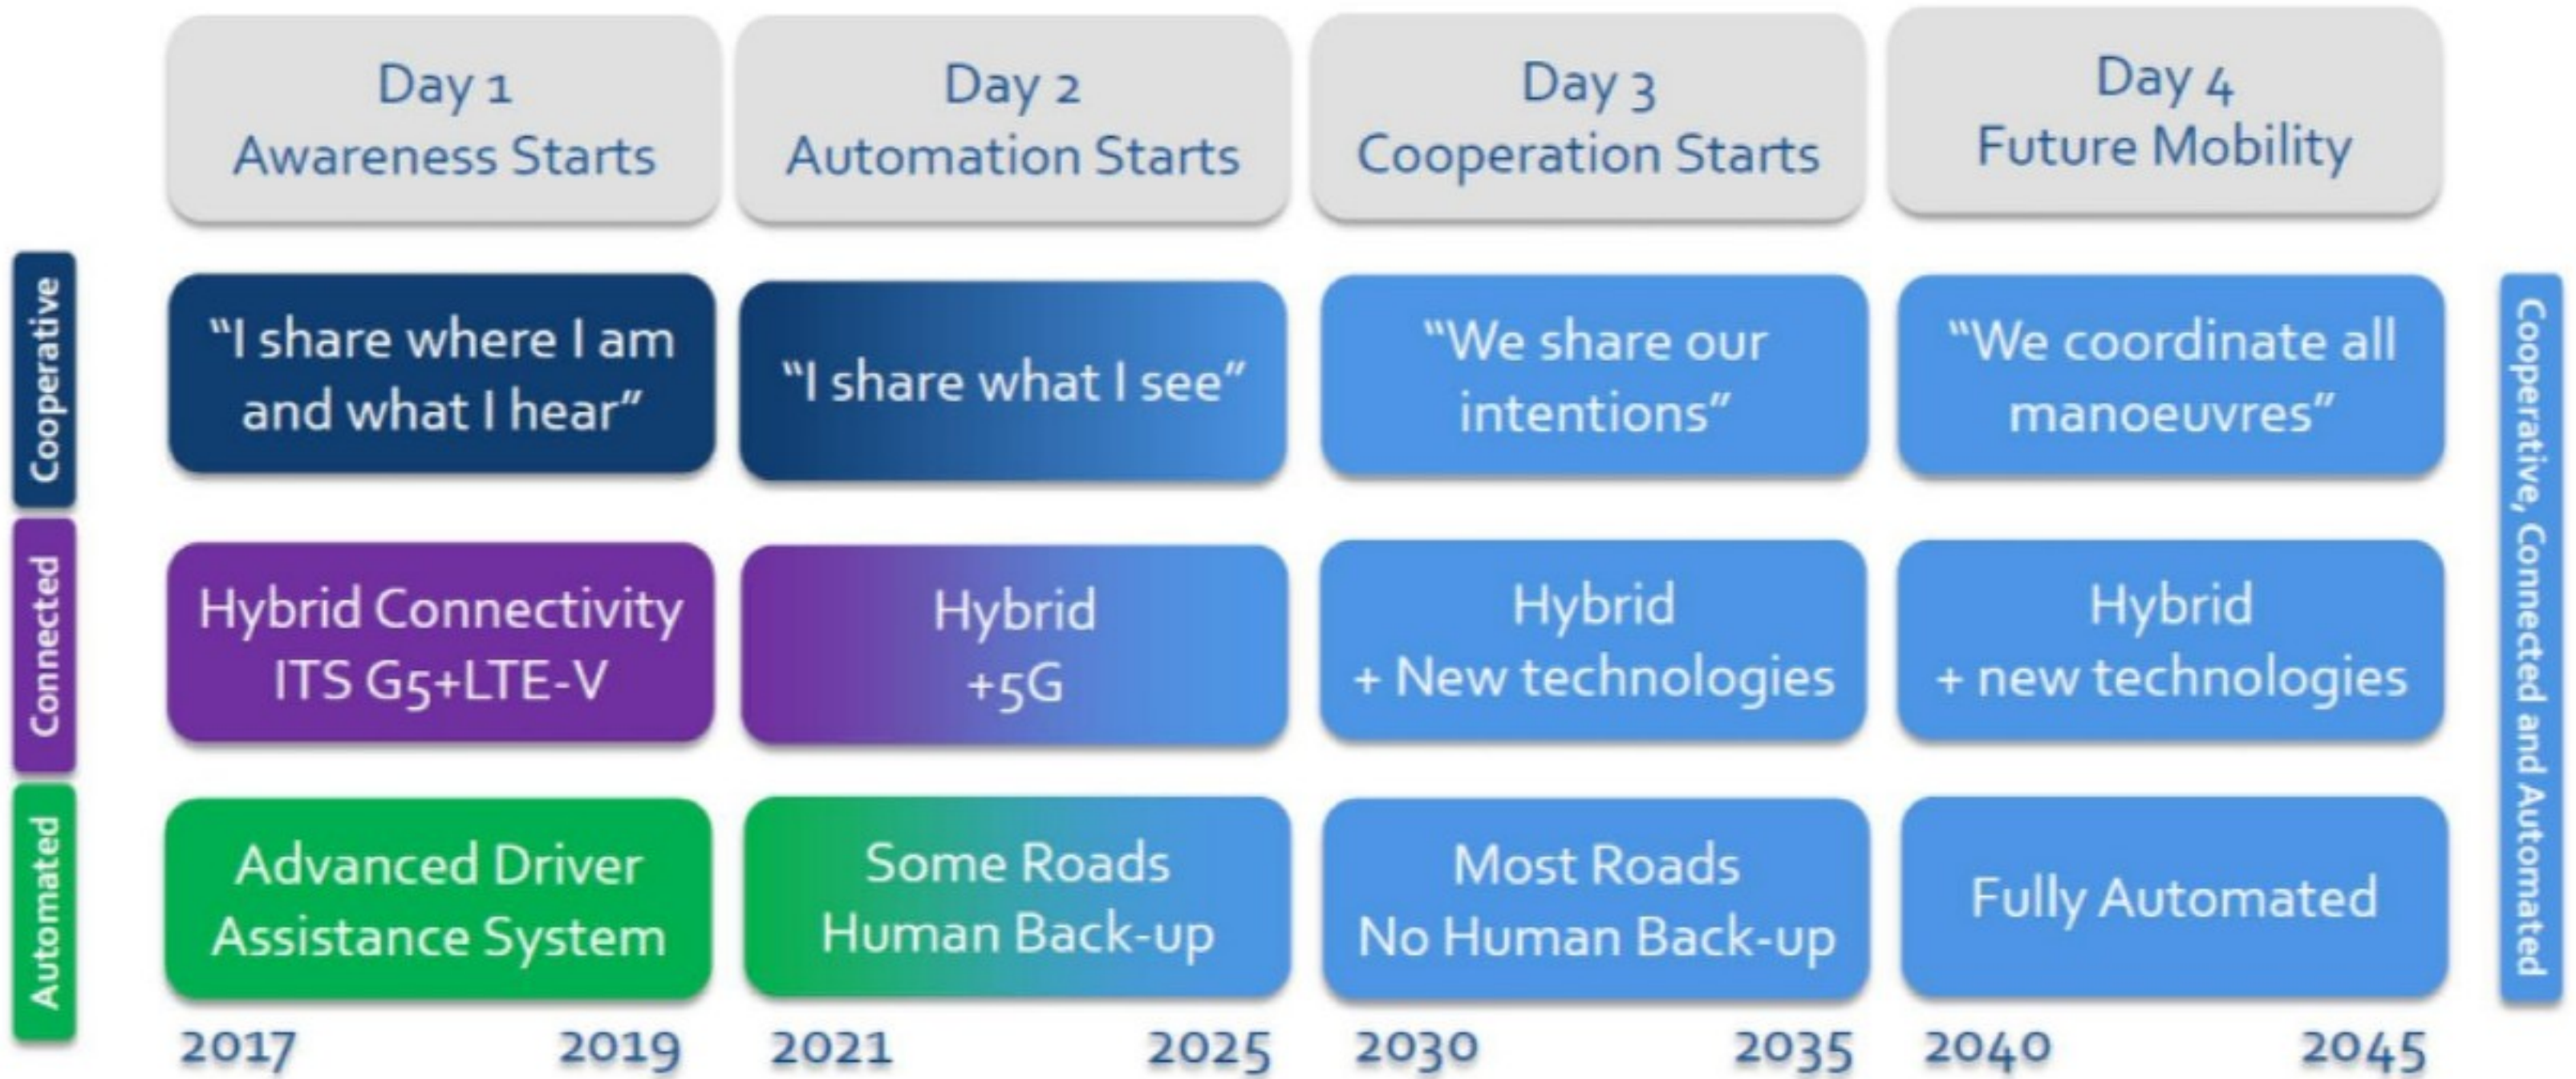 Day 1
Awareness Starts
Day 2
Automation Starts
Day 3
Cooperation Starts
Day 4
Future Mobility
Cooperative
“I share where I am
and what I hear”
“I share what I see”
“We share our
intentions”
“We coordinate all
manoeuvres”
Connected
Hybrid Connectivity
ITS G5+LTE-V
Hybrid
+5G
Hybrid
+ New technologies
Hybrid
+ new technologies
Automated
Advanced Driver
Assistance System
Some Roads
Human Back-up
Most Roads
No Human Back-up
Fully Automated
Cooperative, Connected and Automated
2017 2019 2021 2025 2030 2035 2040 2045